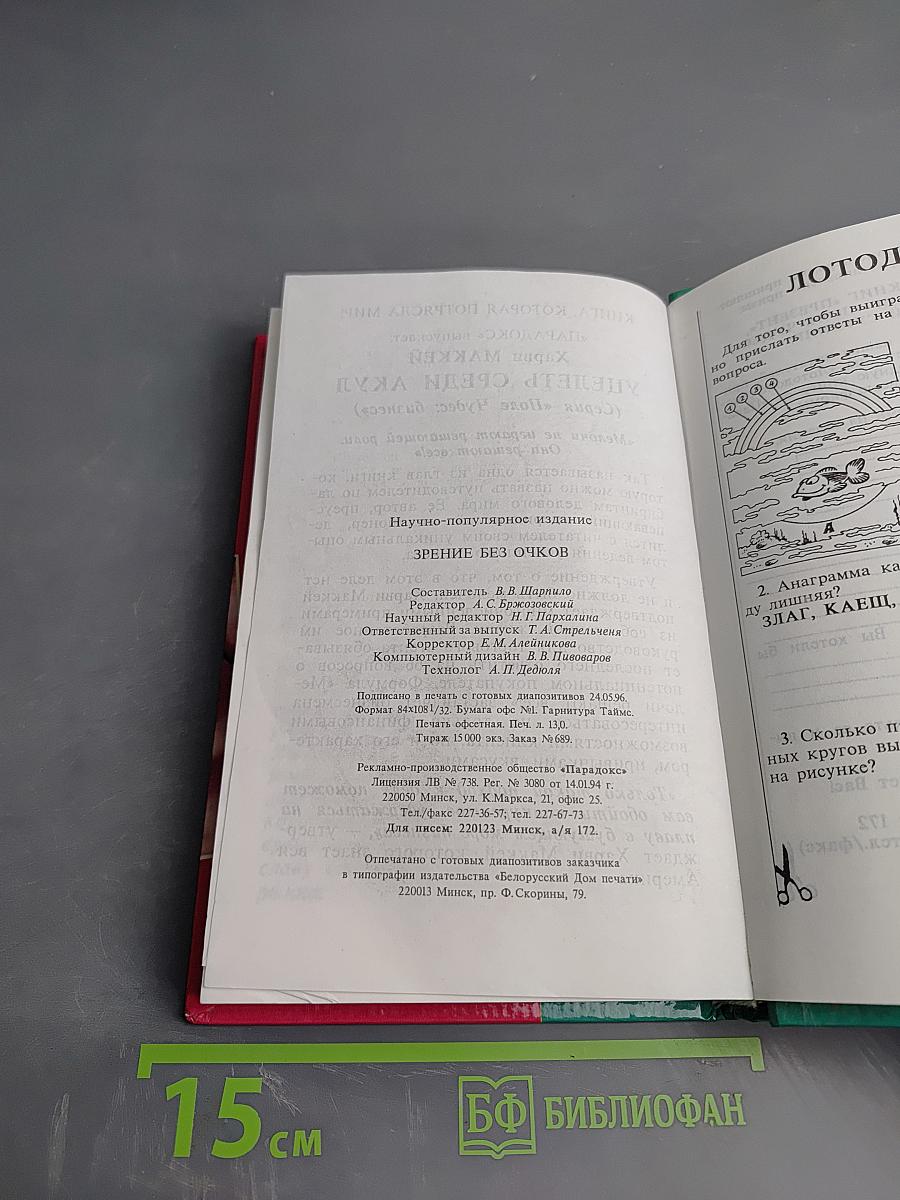 Научно-популярное издание
ЗРЕНИЕ БЕЗ ОЧКОВ
Составитель В. В. Шарпило
Редактор А. С. Бржозовский
Научный редактор Н. Г. Пархалина
Ответственный за выпуск Т. А. Стрельченя
Корректор Е. М. Алейникова
Компьютерный дизайн В. В. Пивоваров
Технолог А. П. Дедюля
Подписано в печать с готовых диапозитивов 24.05.96.
Формат 84х108 1/32. Бумага офс №1. Гарнитура Таймс.
Печать офсетная. Печ. л. 13,0.
Тираж 15 000 экз. Заказ № 689.
Рекламно-производственное общество «Парадокс»
Лицензия ЛВ № 738. Рег. № 3080 от 14.01.94 г.
220050 Минск, ул. К.Маркса, 21, офис 25.
Тел./факс 227-36-57; тел. 227-67-73
Для писем: 220123 Минск, а/я 172.
Отпечатано с готовых диапозитивов заказчика
в типографии издательства «Белорусский Дом печати»
220013 Минск, пр. Ф.Скорины, 79.
ЛОТОД
Для того, чтобы выигра
но прислать ответы на
вопроса.
1 2 3 4
А
2. Анаграмма ка
ду лишняя?
ЗЛАГ, КАЕЩ,
3. Сколько п
ных кругов вы
на рисунке?
15 см
БФ БИБЛИОФАН